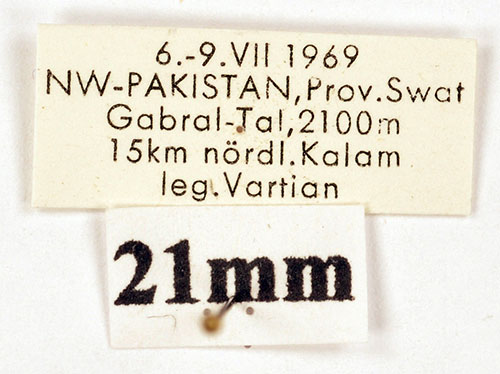 6.-9.VII 1969
NW-PAKISTAN,Prov.Swat
Gabral-Tal,2100m
15km nördl.Kalam
leg.Vartian
21mm